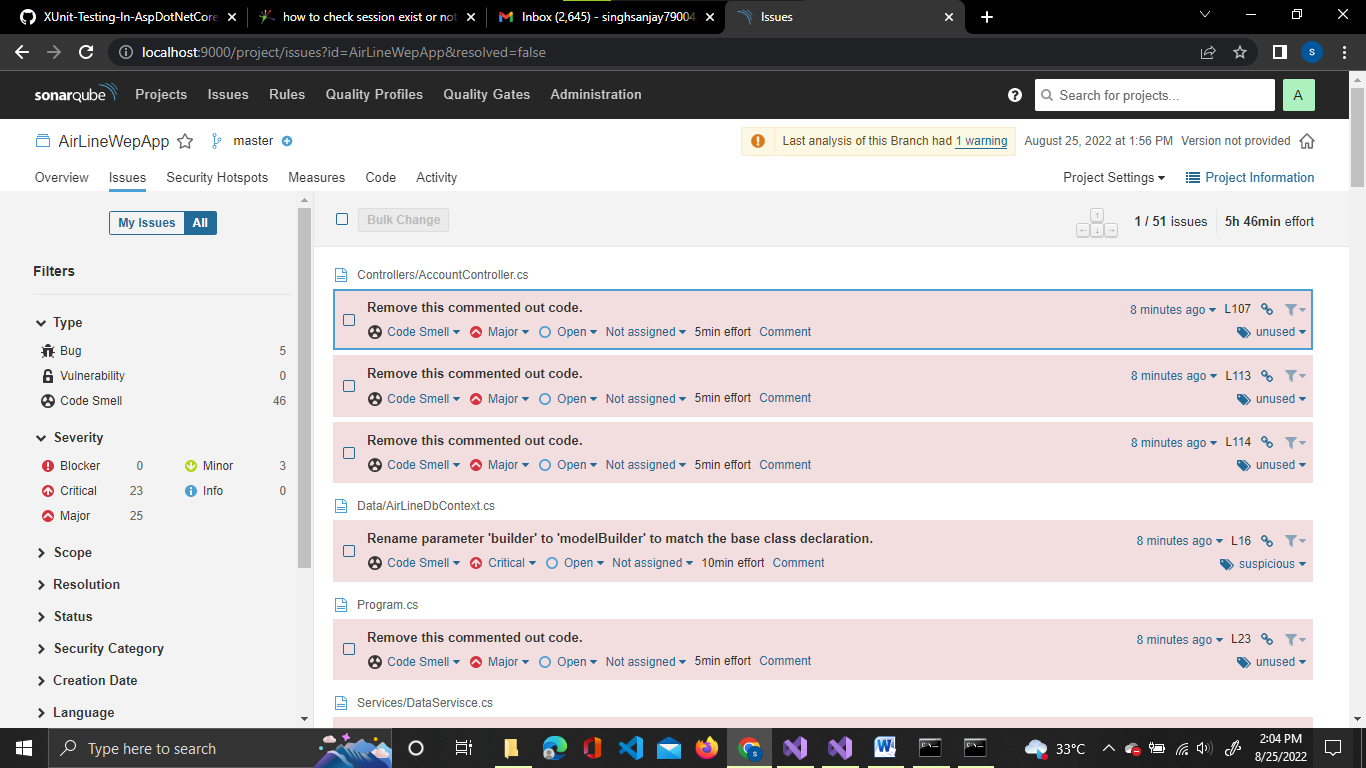 XUnit-Testing-In-AspDotNetCore
how to check session exist or not
Inbox (2,645) - singhsanjay79004
Issues
localhost:9000/project/issues?id=AirLineWepApp&resolved=false
S
sonarqube
Projects
Issues
Rules
Quality Profiles
Quality Gates
Administration
?
Search for projects...
A
AirLineWepApp
master
Last analysis of this Branch had 1 warning
August 25, 2022 at 1:56 PM
Version not provided
Overview
Issues
Security Hotspots
Measures
Code
Activity
Project Settings
Project Information
My Issues
All
Bulk Change
1 / 51 issues
5h 46min effort
Filters
Type
Bug 5
Vulnerability 0
Code Smell 46
Severity
Blocker 0
Minor 3
Critical 23
Info 0
Major 25
Scope
Resolution
Status
Security Category
Creation Date
Language
Controllers/AccountController.cs
Remove this commented out code.
8 minutes ago L107
Code Smell Major Open Not assigned 5min effort Comment
unused
Remove this commented out code.
8 minutes ago L113
Code Smell Major Open Not assigned 5min effort Comment
unused
Remove this commented out code.
8 minutes ago L114
Code Smell Major Open Not assigned 5min effort Comment
unused
Data/AirLineDbContext.cs
Rename parameter 'builder' to 'modelBuilder' to match the base class declaration.
8 minutes ago L16
Code Smell Critical Open Not assigned 10min effort Comment
suspicious
Program.cs
Remove this commented out code.
8 minutes ago L23
Code Smell Major Open Not assigned 5min effort Comment
unused
Services/DataServisce.cs
Type here to search
33°C
2:04 PM
8/25/2022